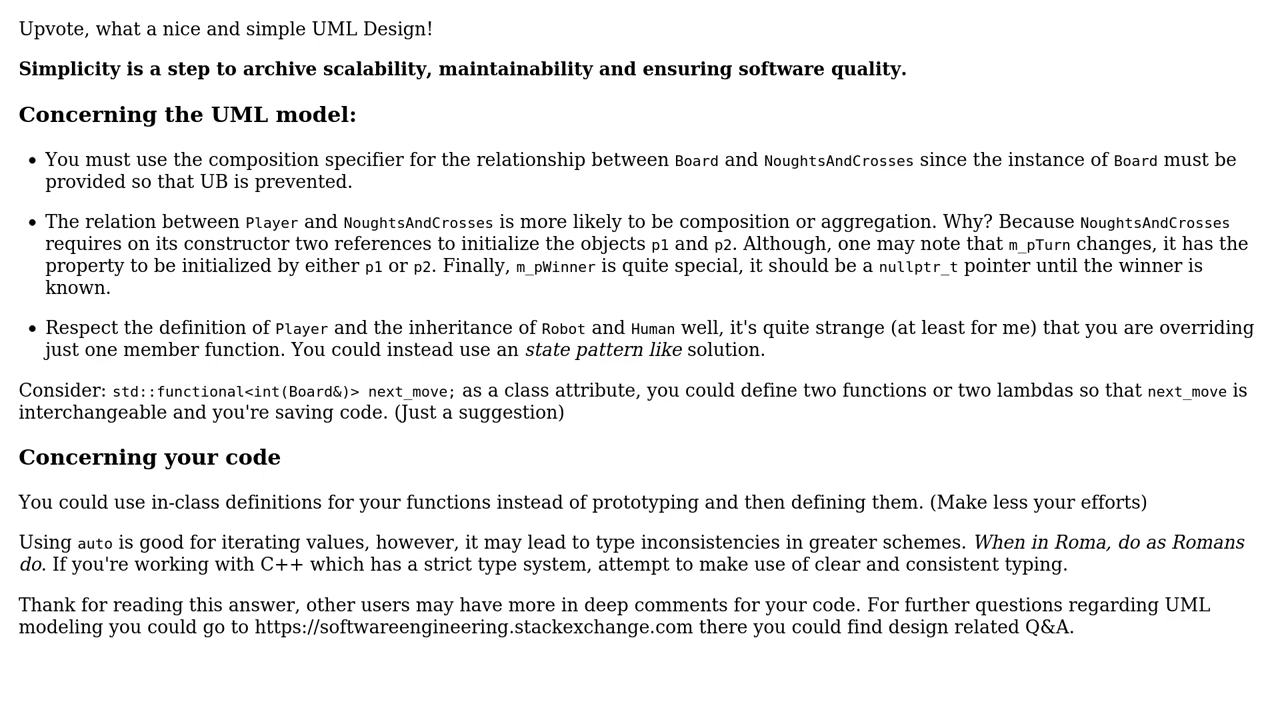 Upvote, what a nice and simple UML Design!
Simplicity is a step to archive scalability, maintainability and ensuring software quality.
Concerning the UML model:
• You must use the composition specifier for the relationship between Board and NoughtsAndCrosses since the instance of Board must be
provided so that UB is prevented.
• The relation between Player and NoughtsAndCrosses is more likely to be composition or aggregation. Why? Because NoughtsAndCrosses
requires on its constructor two references to initialize the objects p1 and p2. Although, one may note that m_pTurn changes, it has the
property to be initialized by either p1 or p2. Finally, m_pWinner is quite special, it should be a nullptr_t pointer until the winner is
known.
• Respect the definition of Player and the inheritance of Robot and Human well, it's quite strange (at least for me) that you are overriding
just one member function. You could instead use an state pattern like solution.
Consider: std::functional<int(Board&)> next_move; as a class attribute, you could define two functions or two lambdas so that next_move is
interchangeable and you're saving code. (Just a suggestion)
Concerning your code
You could use in-class definitions for your functions instead of prototyping and then defining them. (Make less your efforts)
Using auto is good for iterating values, however, it may lead to type inconsistencies in greater schemes. When in Roma, do as Romans
do. If you're working with C++ which has a strict type system, attempt to make use of clear and consistent typing.
Thank for reading this answer, other users may have more in deep comments for your code. For further questions regarding UML
modeling you could go to https://softwareengineering.stackexchange.com there you could find design related Q&A.